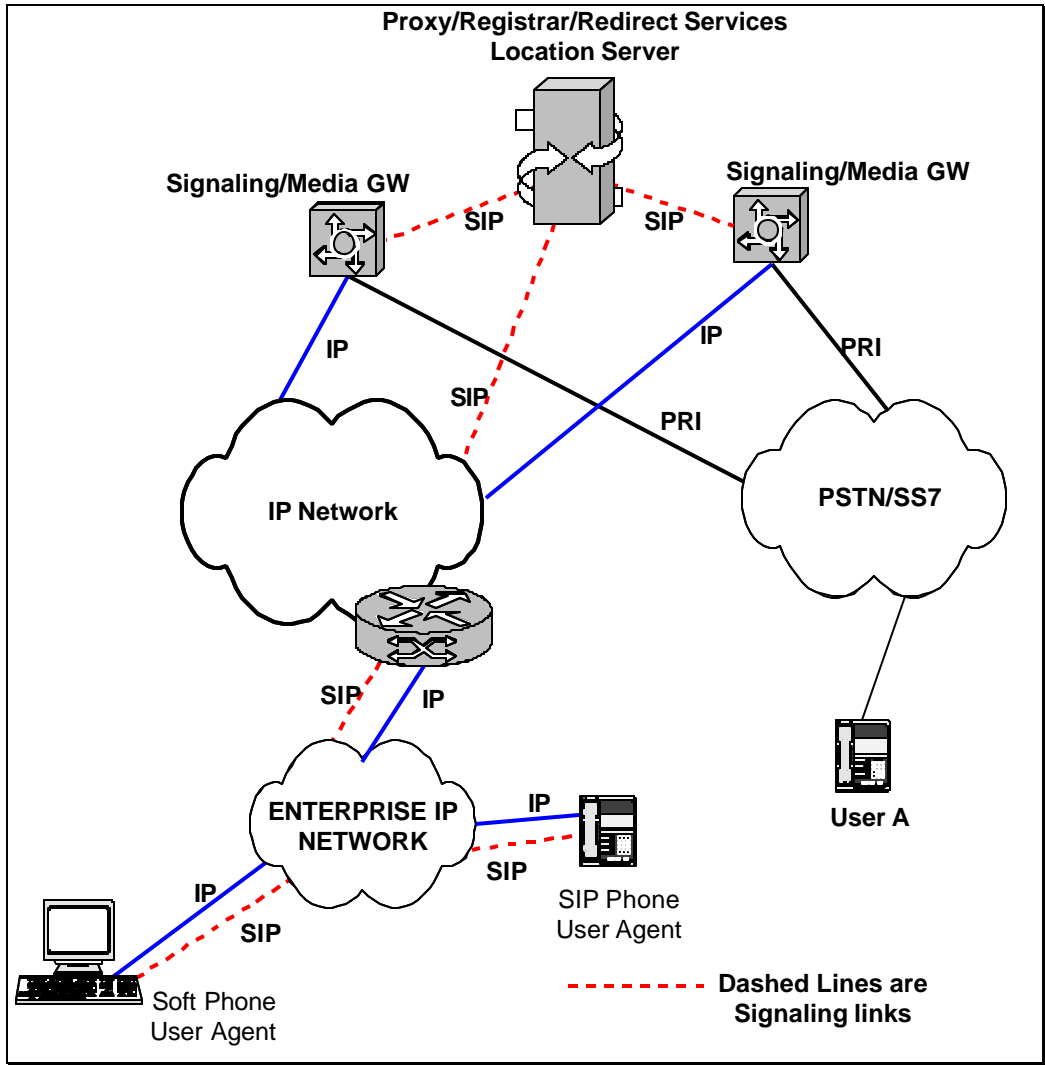 Proxy/Registrar/Redirect Services
Location Server
Signaling/Media GW
Signaling/Media GW
SIP
SIP
IP
IP
PRI
SIP
PRI
IP Network
PSTN/SS7
SIP
IP
ENTERPRISE IP
NETWORK
IP
SIP
User A
IP
SIP
SIP Phone
User Agent
Soft Phone
User Agent
Dashed Lines are
Signaling links